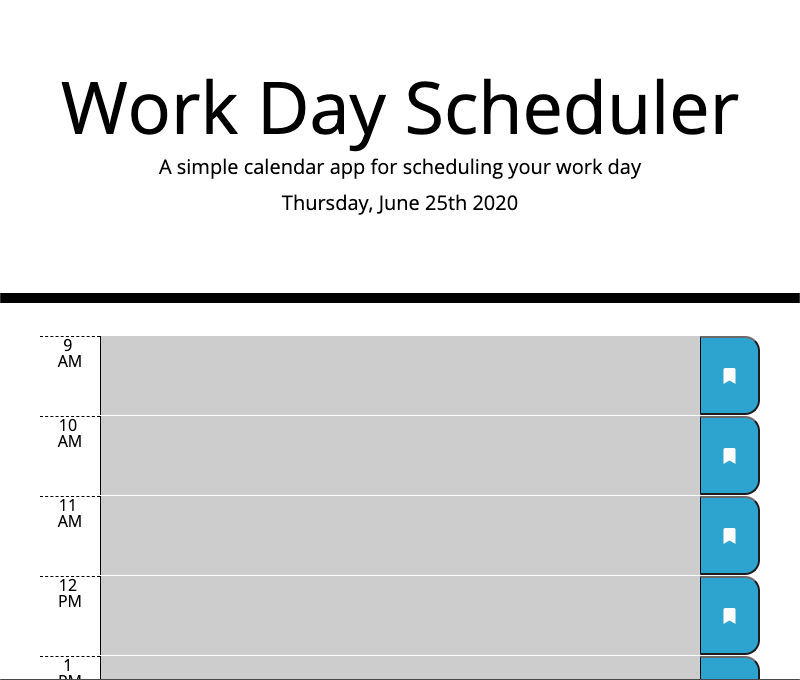 Work Day Scheduler
A simple calendar app for scheduling your work day
Thursday, June 25th 2020
9
AM
10
AM
11
AM
12
PM
1
PM